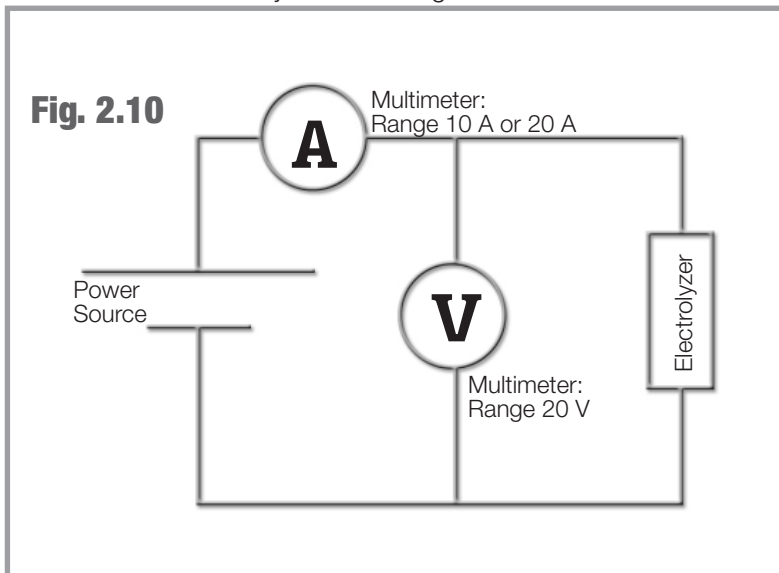 Fig. 2.10
A
Multimeter:
Range 10 A or 20 A
Power
Source
V
Multimeter:
Range 20 V
Electrolyzer